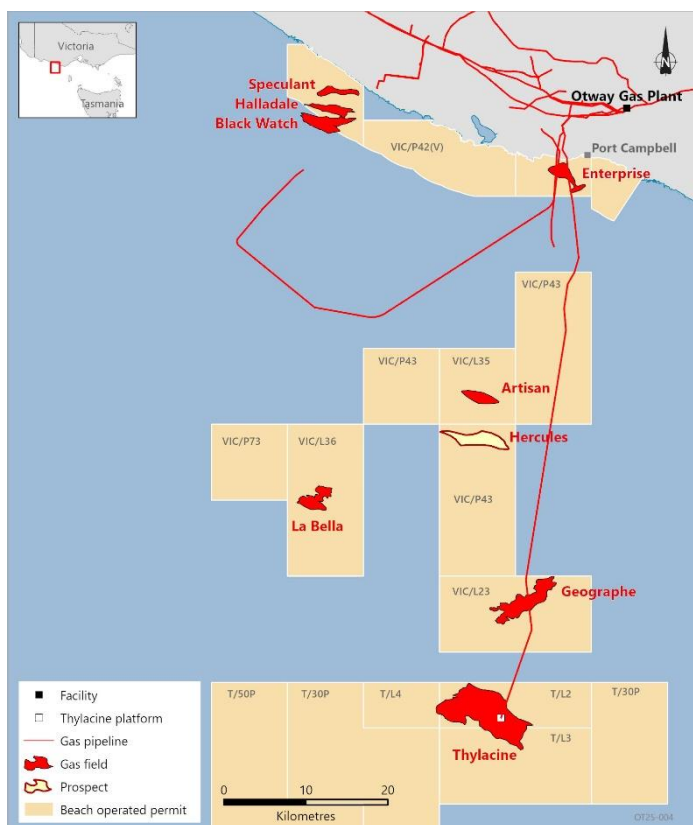 Victoria
Tasmania
N
Speculant
Halladale
Black Watch
Otway Gas Plant
VIC/P42(V)
Port Campbell
Enterprise
VIC/P43
VIC/P43
VIC/L35
Artisan
VIC/P73
VIC/L36
Hercules
La Bella
VIC/P43
VIC/L23
Geographe
T/50P
T/30P
T/L4
T/L2
T/30P
T/L3
Thylacine
Facility
Thylacine platform
Gas pipeline
Gas field
Prospect
Beach operated permit
0 10 20
Kilometres
OT25-004